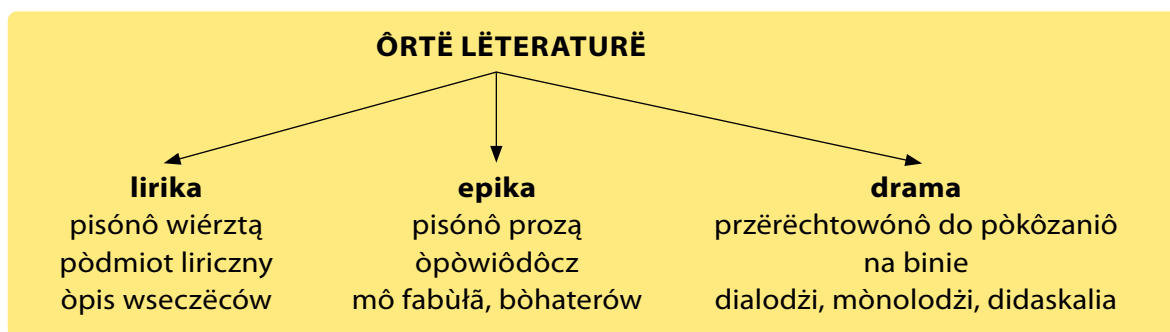 ÔRTË LËTERATURË
lirika
pisónô wiérztą
pòdmiot liriczny
òpis wseczëców
epika
pisónô prozą
òpòwiôdôcz
mô fabùłã, bòhaterów
drama
przërëchtowónô do pòkôzaniô
na binie
dialodżi, mònolodżi, didaskalia